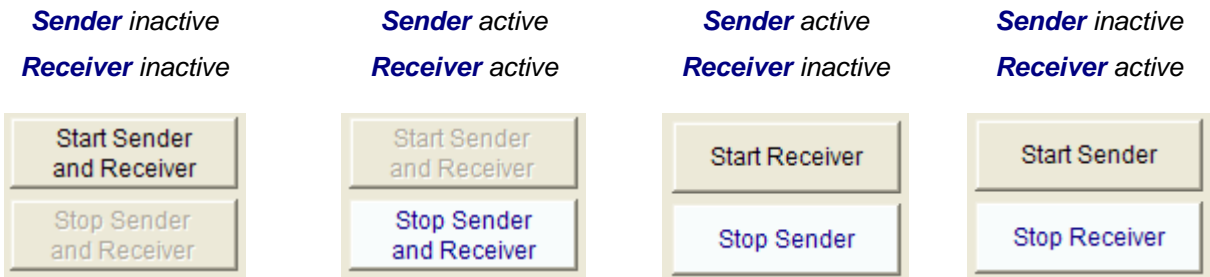 Sender inactive
Receiver inactive
Start Sender
and Receiver
Stop Sender
and Receiver
Sender active
Receiver active
Start Sender
and Receiver
Stop Sender
and Receiver
Sender active
Receiver inactive
Start Receiver
Stop Sender
Sender inactive
Receiver active
Start Sender
Stop Receiver